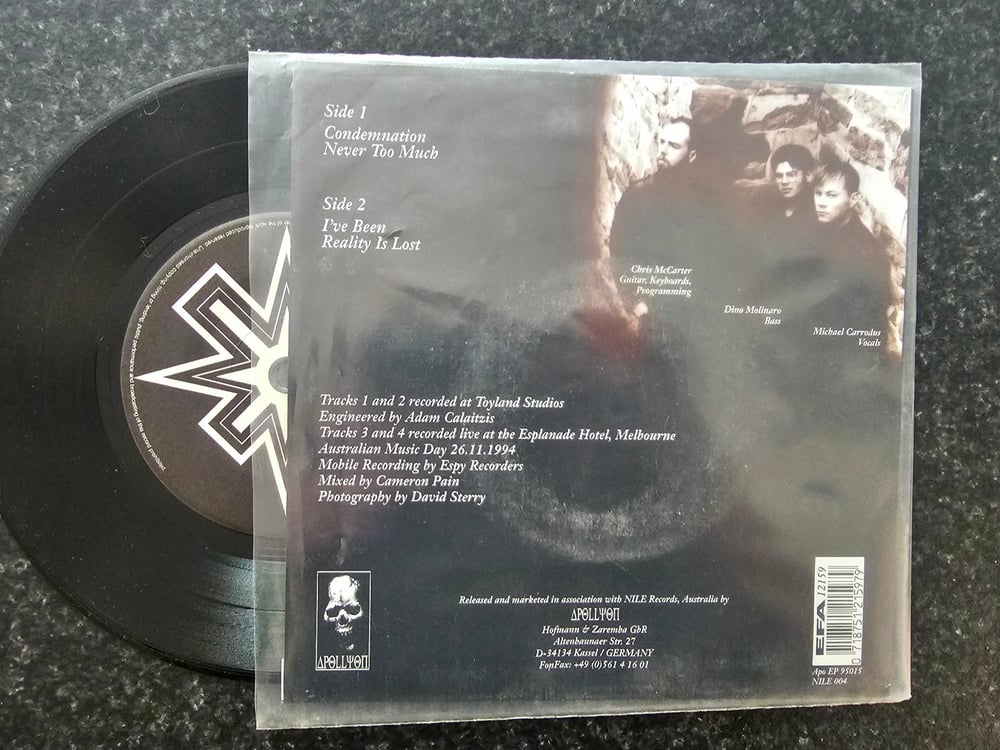 Side 1
Condemnation
Never Too Much
Side 2
I've Been
Reality Is Lost
Chris McCarter
Guitar, Keyboards,
Programming
Dino Molinaro
Bass
Michael Carrodus
Vocals
Tracks 1 and 2 recorded at Toyland Studios
Engineered by Adam Calaitzis
Tracks 3 and 4 recorded live at the Esplanade Hotel, Melbourne
Australian Music Day 26.11.1994
Mobile Recording by Espy Recorders
Mixed by Cameron Pain
Photography by David Sterry
APOLLYON
Released and marketed in association with NILE Records, Australia by
APOLLYON
Hofmann & Zaremba GbR
Altenbaunaer Str. 27
D-34134 Kassel / GERMANY
FonFax: +49 (0)561 4 16 01
EFA 12159
0 718751 215979
Apo EP 95015
NILE 004